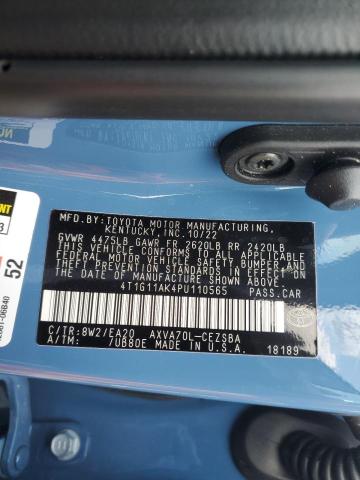 MFD.BY:TOYOTA MOTOR MANUFACTURING,
KENTUCKY, INC.10/22
GVWR 4475LB GAWR FR 2620LB RR 2420LB
THIS VEHICLE CONFORMS TO ALL APPLICABLE
FEDERAL MOTOR VEHICLE SAFETY, BUMPER,
AND THEFT PREVENTION STANDARDS IN EFFECT
ON THE DATE OF MANUFACTURE SHOWN ABOVE.
4T1G11AK4PU110565 PASS.CAR
C/TR:8W2/EA20 AXVA70L-CEZSBA
A/TM: 7UB80E MADE IN U.S.A.
18189
52